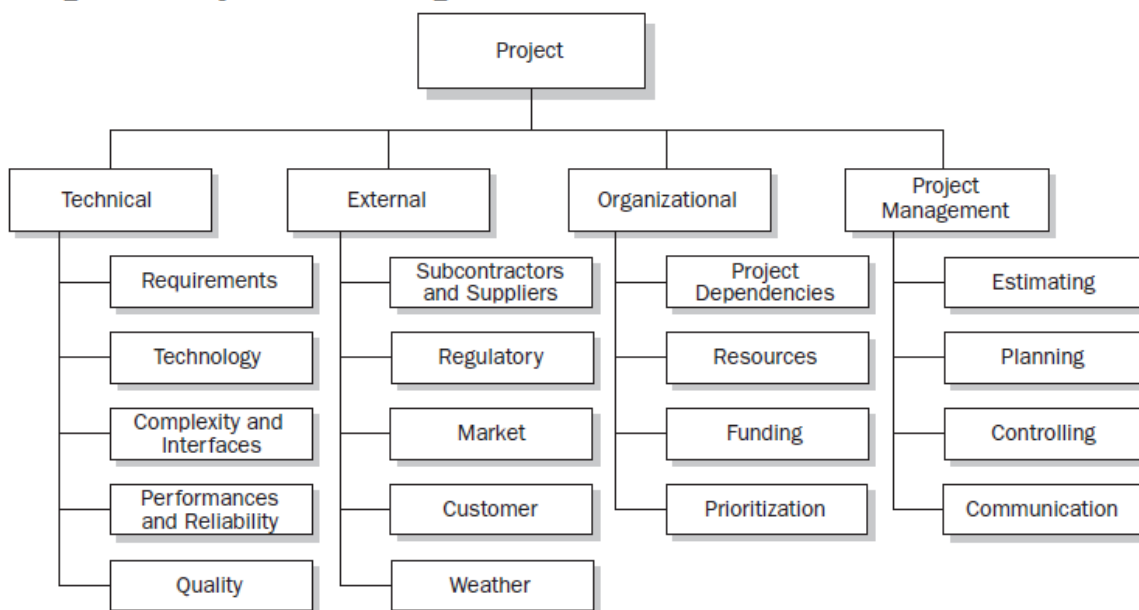 Project
Technical
External
Organizational
Project
Management
Requirements
Technology
Complexity and
Interfaces
Performances
and Reliability
Quality
Subcontractors
and Suppliers
Regulatory
Market
Customer
Weather
Project
Dependencies
Resources
Funding
Prioritization
Estimating
Planning
Controlling
Communication